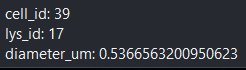 cell_id: 39
lys_id: 17
diameter_um: 0.5366563200950623